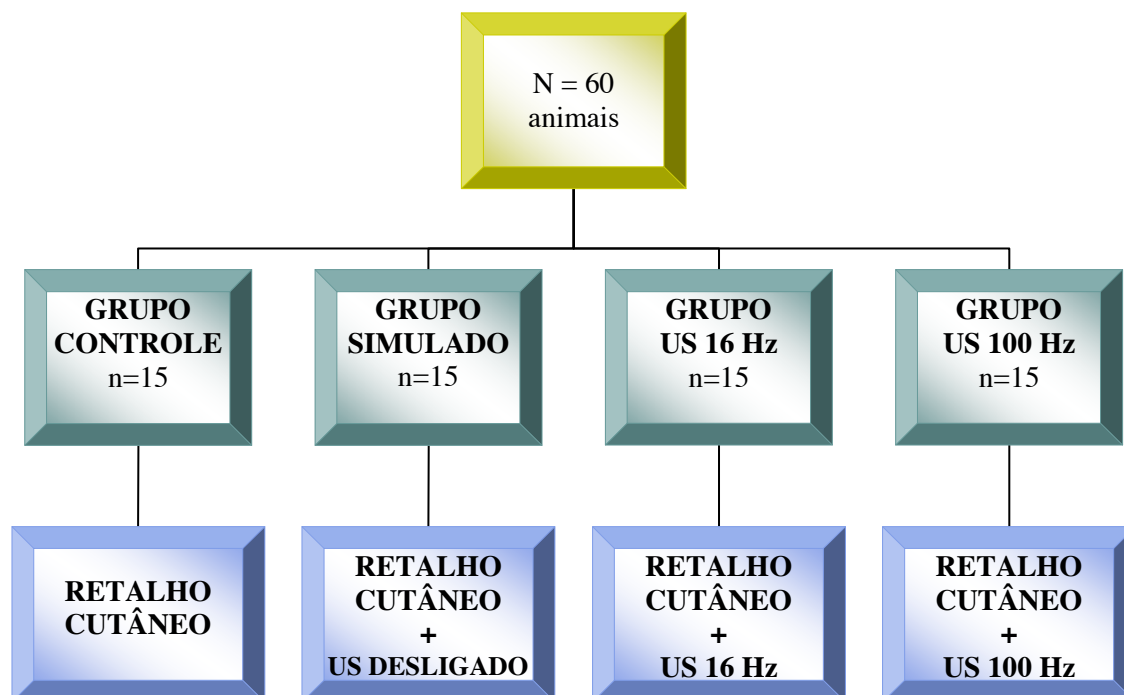 N = 60
animais
GRUPO
CONTROLE
n=15
GRUPO
SIMULADO
n=15
GRUPO
US 16 Hz
n=15
GRUPO
US 100 Hz
n=15
RETALHO
CUTÂNEO
RETALHO
CUTÂNEO
+
US DESLIGADO
RETALHO
CUTÂNEO
+
US 16 Hz
RETALHO
CUTÂNEO
+
US 100 Hz